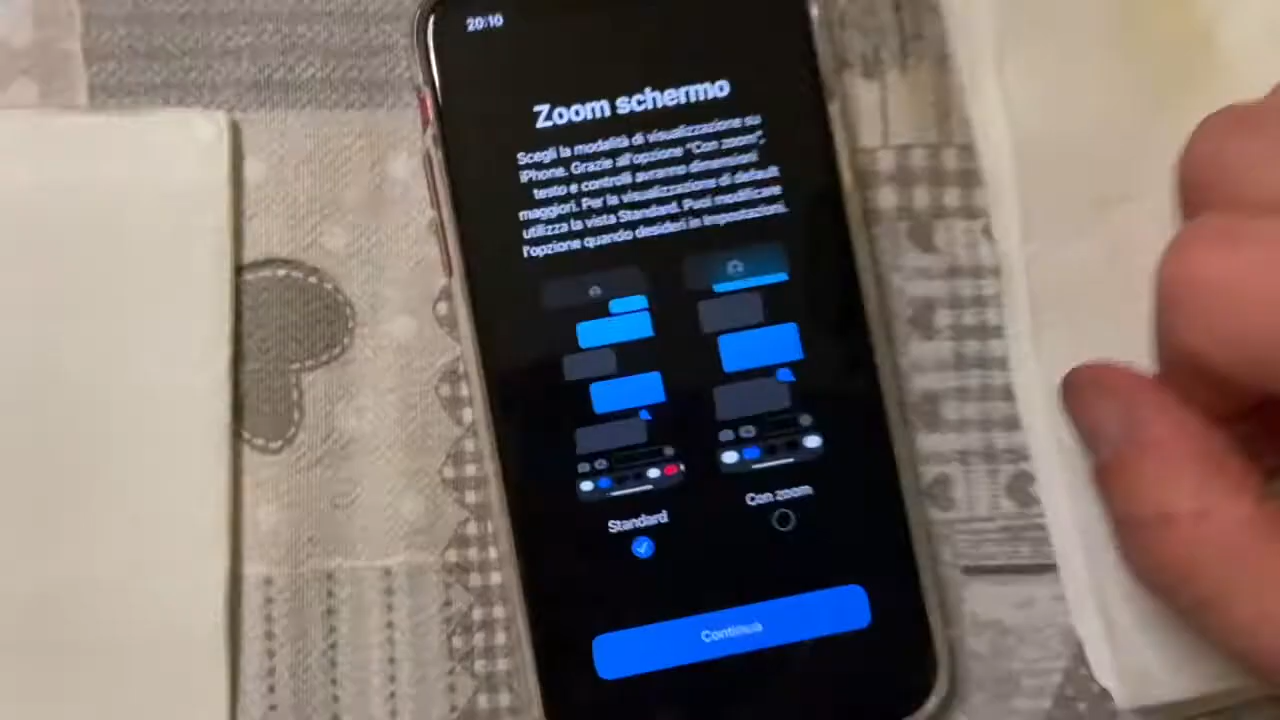 20:10
Zoom schermo
Scegli la modalità di visualizzazione su
iPhone. Grazie all'opzione "Con zoom",
testo e controlli avranno dimensioni
maggiori. Per la visualizzazione di default
utilizza la vista Standard. Puoi modificare
l'opzione quando desideri in Impostazioni.
Standard
Con zoom
Continua